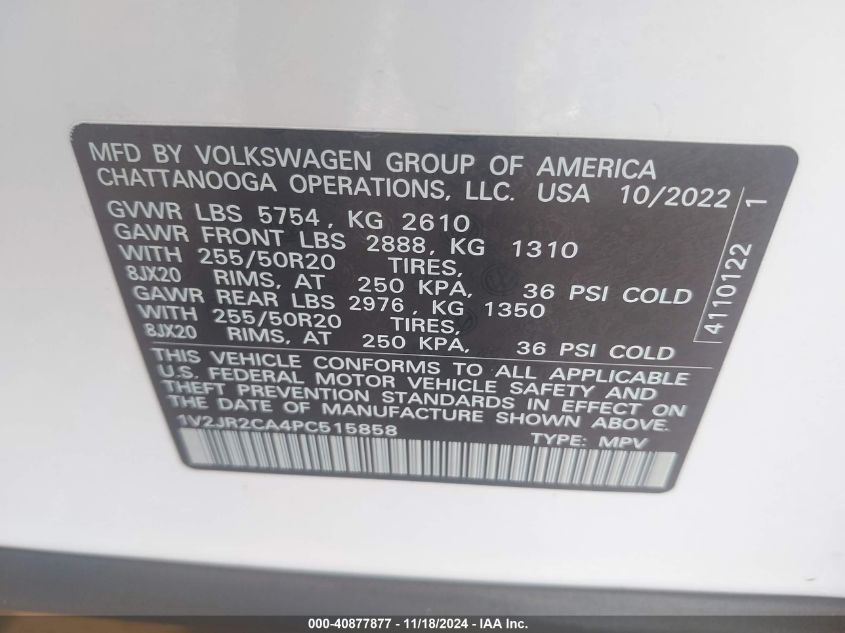 MFD BY VOLKSWAGEN GROUP OF AMERICA
CHATTANOOGA OPERATIONS, LLC. USA 10/2022
GVWR LBS 5754, KG 2610
GAWR FRONT LBS 2888, KG 1310
WITH 255/50R20 TIRES,
8JX20 RIMS, AT 250 KPA, 36 PSI COLD
GAWR REAR LBS 2976, KG 1350
WITH 255/50R20 TIRES,
8JX20 RIMS, AT 250 KPA, 36 PSI COLD
THIS VEHICLE CONFORMS TO ALL APPLICABLE
U.S. FEDERAL MOTOR VEHICLE SAFETY AND
THEFT PREVENTION STANDARDS IN EFFECT ON
THE DATE OF MANUFACTURE SHOWN ABOVE.
1V2JR2CA4PC515858 TYPE: MPV
4110122 1
000-40877877 - 11/18/2024 - IAA Inc.